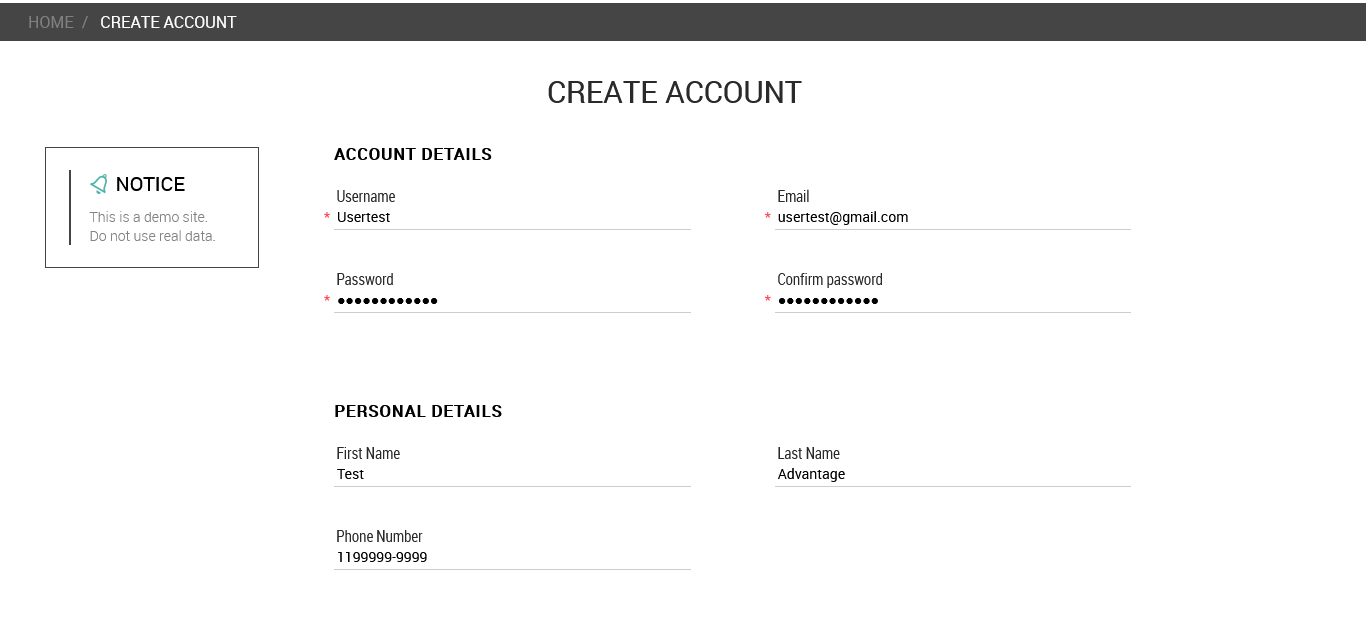 HOME / CREATE ACCOUNT
CREATE ACCOUNT
NOTICE
This is a demo site.
Do not use real data.
ACCOUNT DETAILS
Username
* Usertest
Email
* usertest@gmail.com
Password
* ●●●●●●●●●●●●
Confirm password
* ●●●●●●●●●●●●
PERSONAL DETAILS
First Name
Test
Last Name
Advantage
Phone Number
1199999-9999